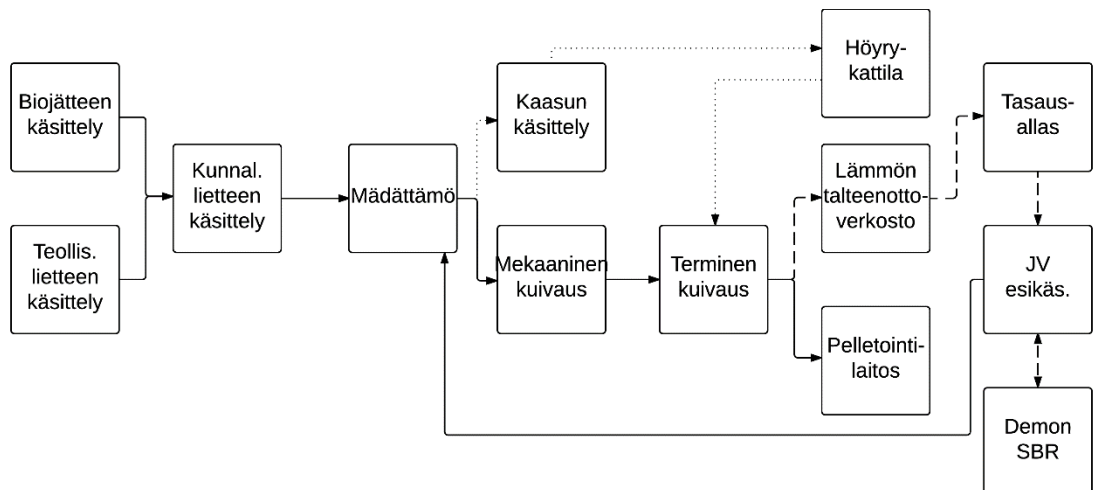 Biojätteen
käsittely
Teollis.
lietteen
käsittely
Kunnal.
lietteen
käsittely
Mädättämö
Kaasun
käsittely
Mekaaninen
kuivaus
Terminen
kuivaus
Höyry-
kattila
Lämmön
talteenotto-
verkosto
Pelletointi-
laitos
Tasaus-
allas
JV
esikäs.
Demon
SBR